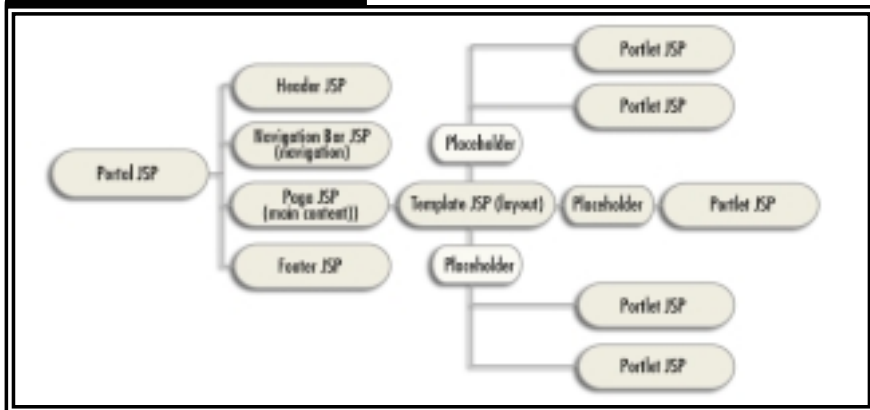 Portlet JSP
Header JSP
Portlet JSP
Navigation Bar JSP
(navigation)
Placeholder
Portal JSP
Page JSP
(main content))
Template JSP (layout)
Placeholder
Portlet JSP
Footer JSP
Placeholder
Portlet JSP
Portlet JSP